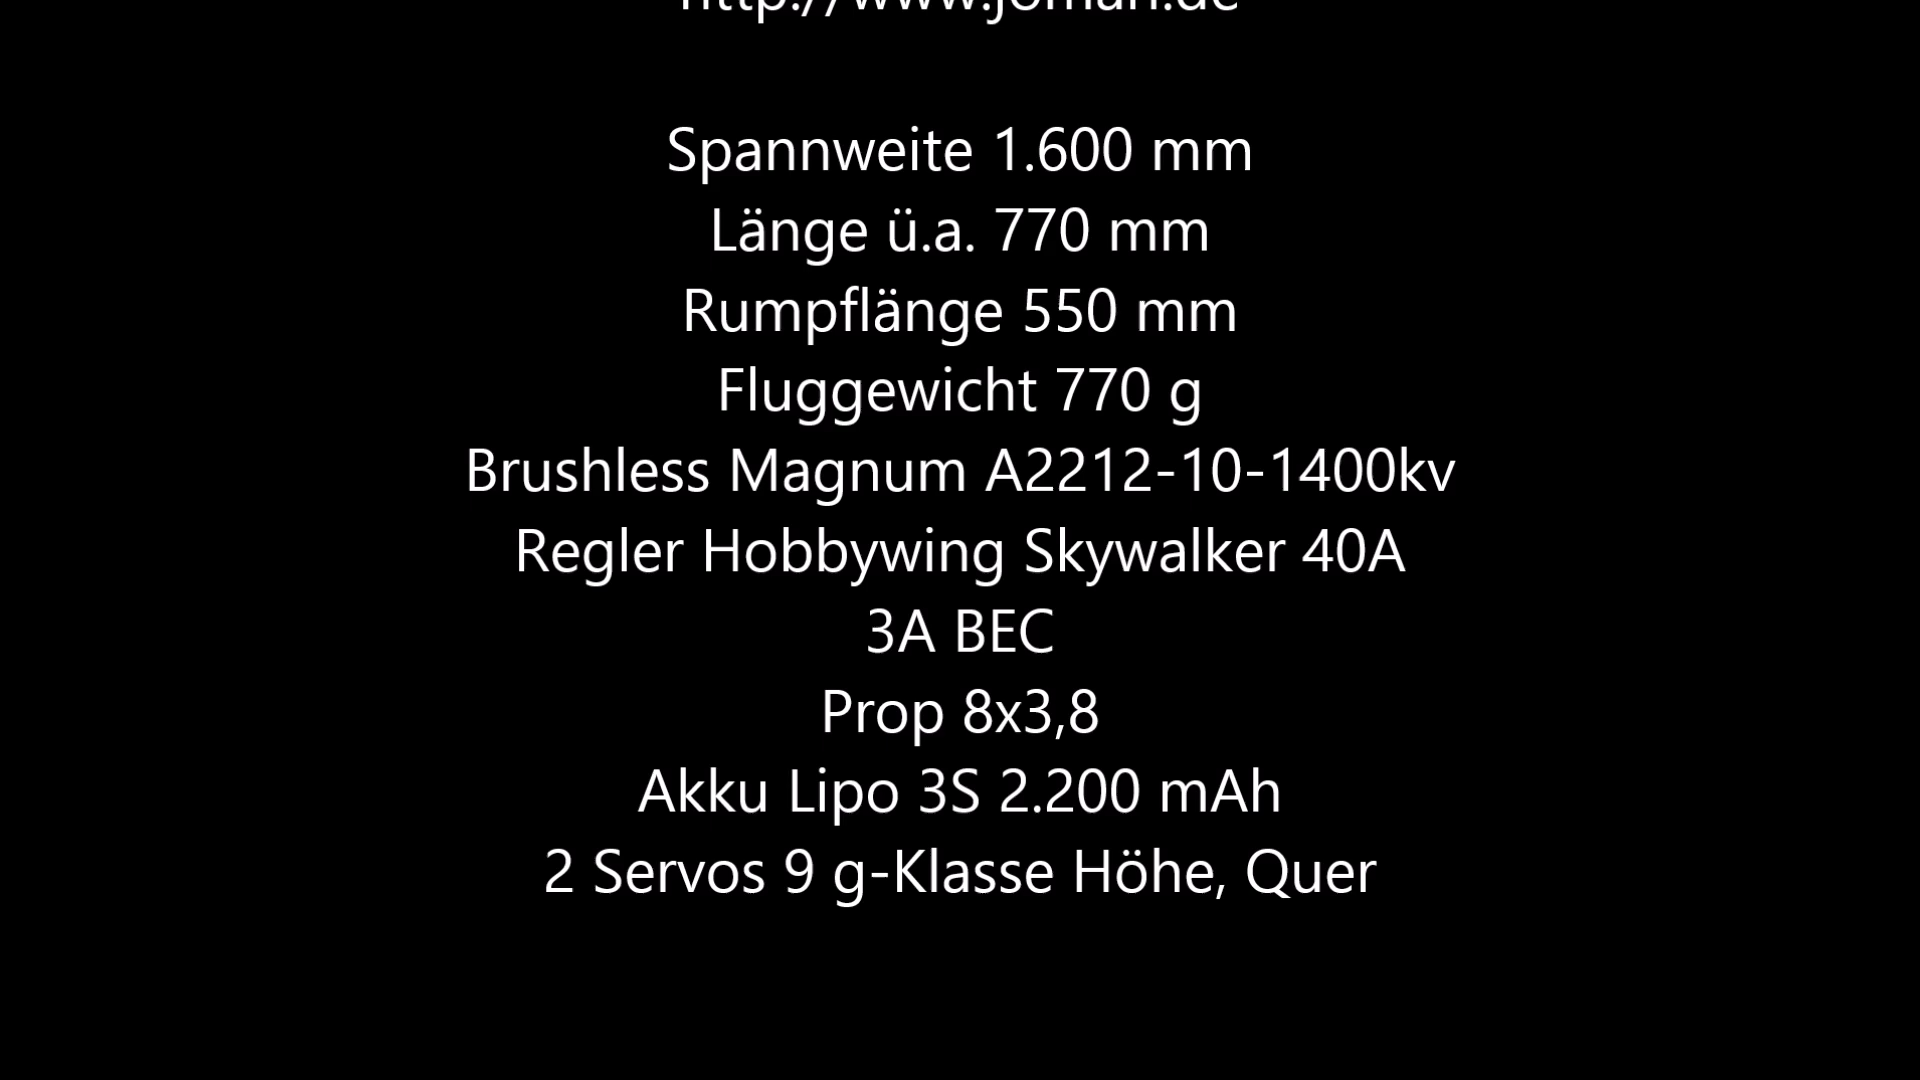 Spannweite 1.600 mm
Länge ü.a. 770 mm
Rumpflänge 550 mm
Fluggewicht 770 g
Brushless Magnum A2212-10-1400kv
Regler Hobbywing Skywalker 40A
3A BEC
Prop 8x3,8
Akku Lipo 3S 2.200 mAh
2 Servos 9 g-Klasse Höhe, Quer